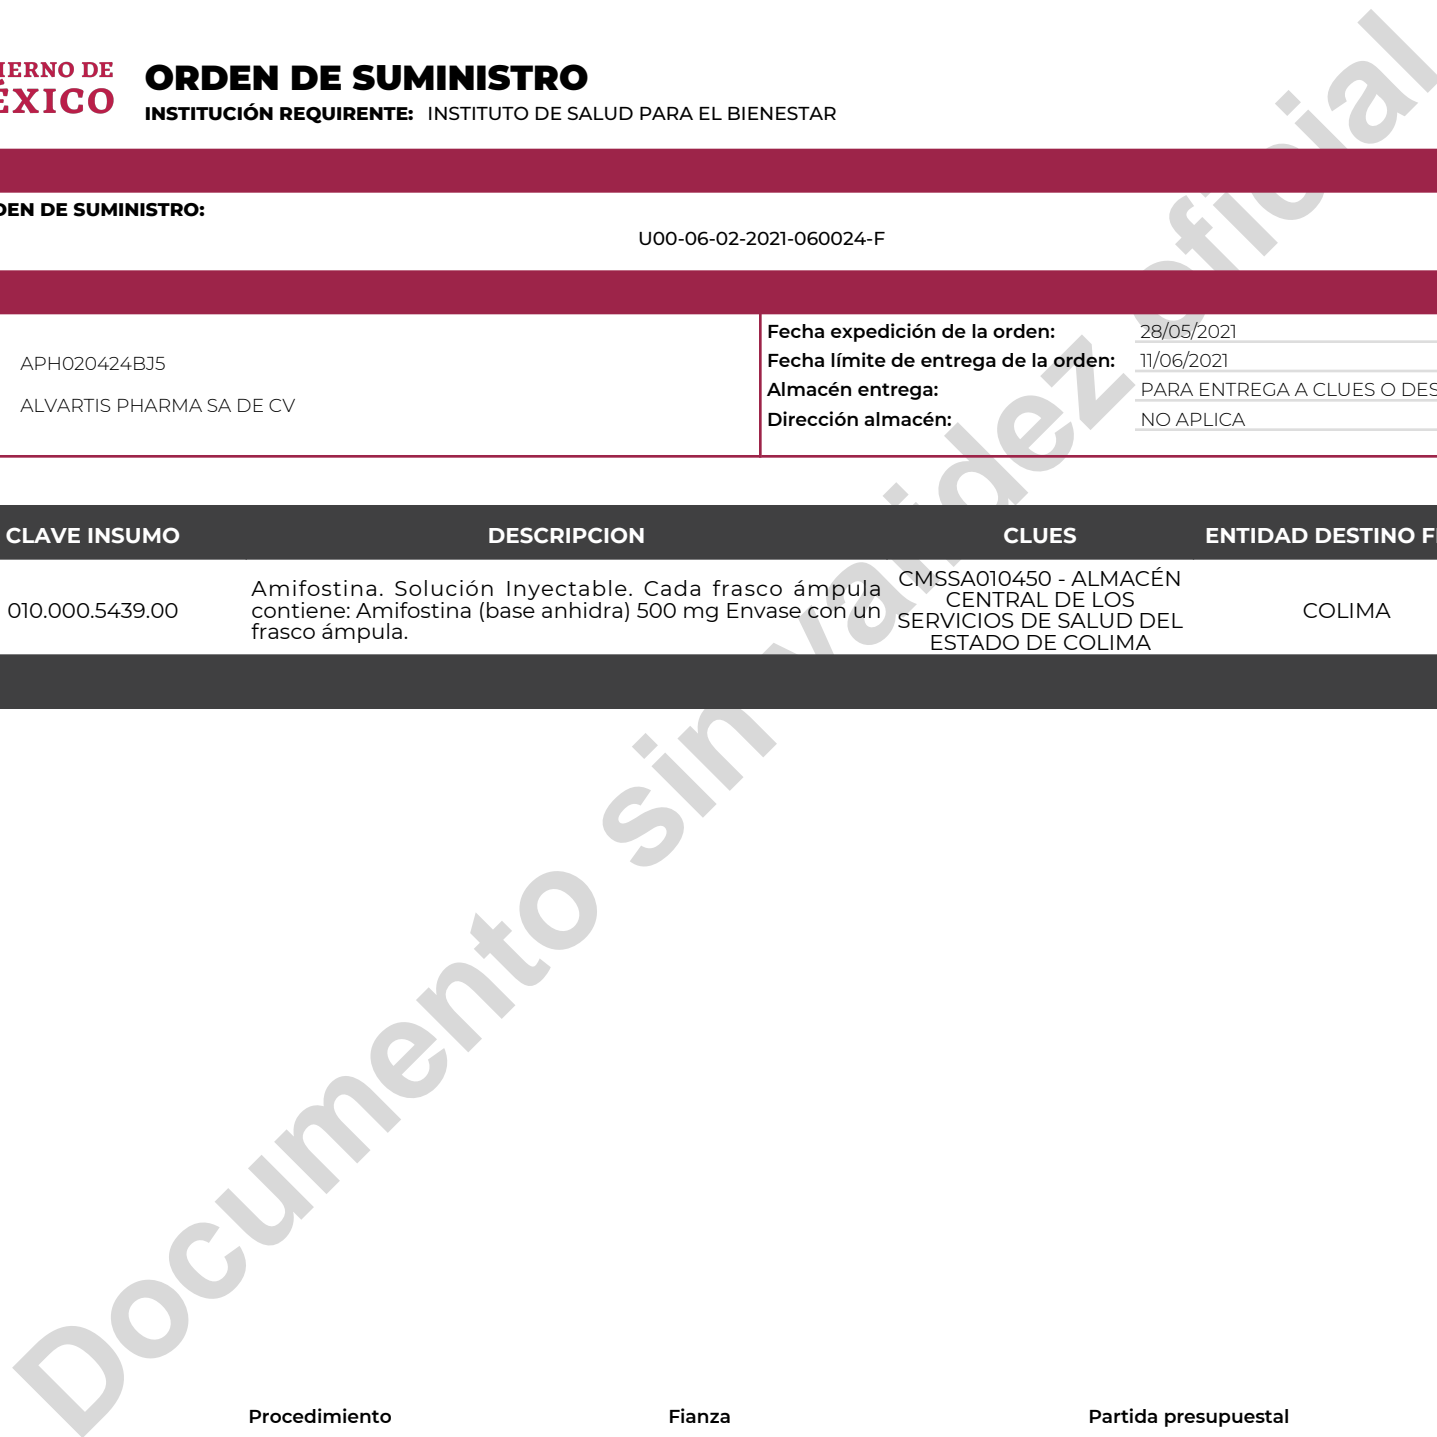 IERNO DE
ÉXICO
ORDEN DE SUMINISTRO
INSTITUCIÓN REQUIRENTE: INSTITUTO DE SALUD PARA EL BIENESTAR
DEN DE SUMINISTRO:
U00-06-02-2021-060024-F
APH020424BJ5
ALVARTIS PHARMA SA DE CV
Fecha expedición de la orden: 28/05/2021
Fecha límite de entrega de la orden: 11/06/2021
Almacén entrega: PARA ENTREGA A CLUES O DES
Dirección almacén: NO APLICA
CLAVE INSUMO DESCRIPCION CLUES ENTIDAD DESTINO FI
010.000.5439.00
Amifostina. Solución Inyectable. Cada frasco ámpula
contiene: Amifostina (base anhidra) 500 mg Envase con un
frasco ámpula.
CMSSA010450 - ALMACÉN
CENTRAL DE LOS
SERVICIOS DE SALUD DEL
ESTADO DE COLIMA
COLIMA
Documento sin validez oficial
Procedimiento Fianza Partida presupuestal